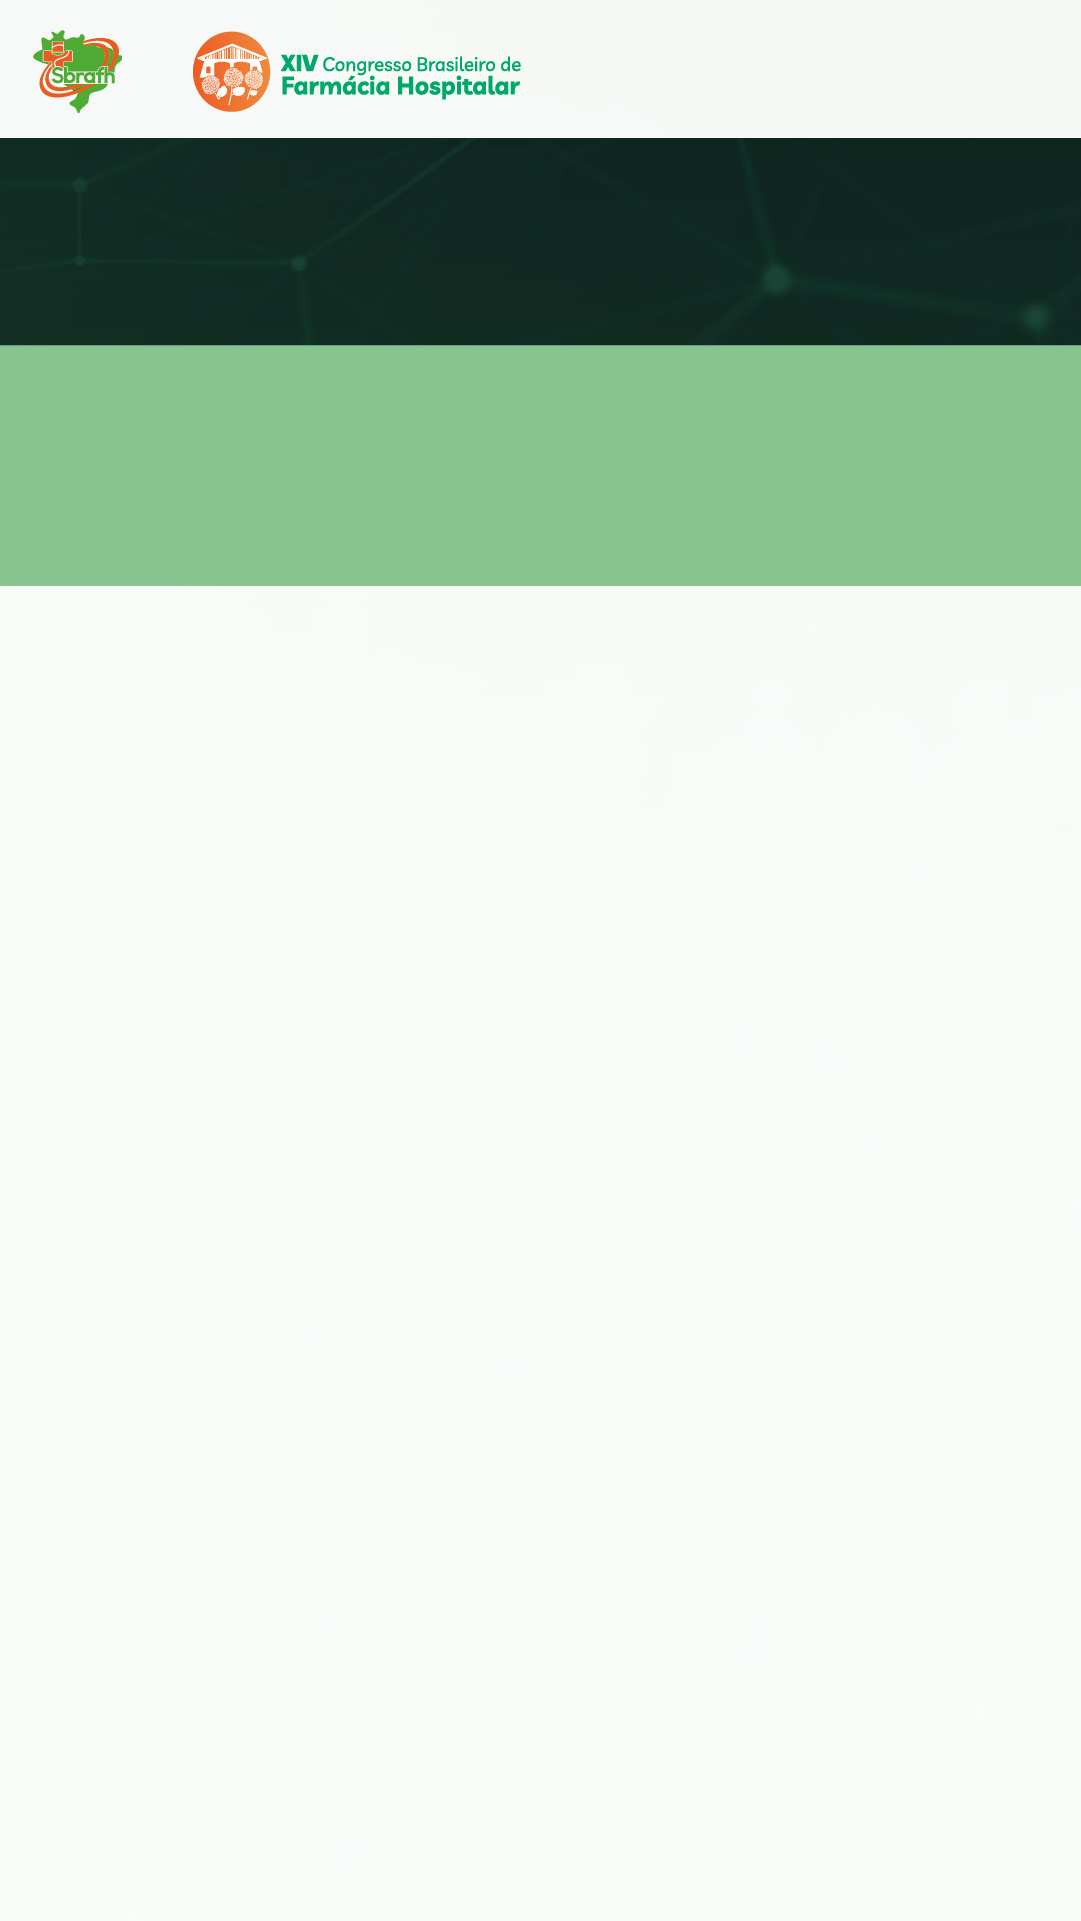 Sbrafh
XIV Congresso Brasileiro de
Farmácia Hospitalar